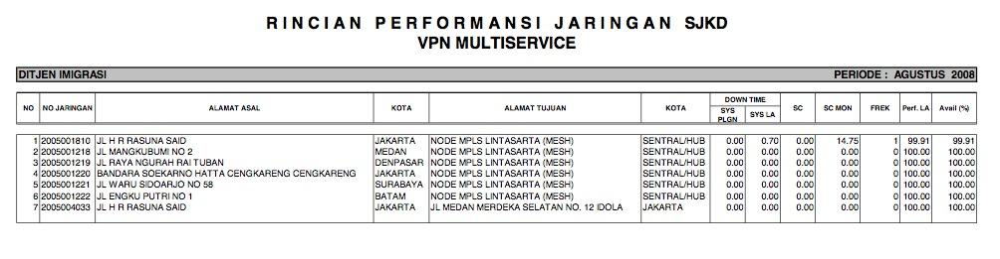 RINCIAN PERFORMANSI JARINGAN SJKD
VPN MULTISERVICE
DITJEN IMIGRASI PERIODE : AGUSTUS 2008
NO NO JARINGAN ALAMAT ASAL KOTA ALAMAT TUJUAN KOTA DOWN TIME SYS PLGN SYS LA SC SC MON FREK Perf. LA Avail (%)
1 2005001810 JL H R RASUNA SAID JAKARTA NODE MPLS LINTASARTA (MESH) SENTRAL/HUB 0.00 0.70 0.00 14.75 1 99.91 99.91
2 2005001218 JL MANGKUBUMI NO 2 MEDAN NODE MPLS LINTASARTA (MESH) SENTRAL/HUB 0.00 0.00 0.00 0.00 0 100.00 100.00
3 2005001219 JL RAYA NGURAH RAI TUBAN DENPASAR NODE MPLS LINTASARTA (MESH) SENTRAL/HUB 0.00 0.00 0.00 0.00 0 100.00 100.00
4 2005001220 BANDARA SOEKARNO HATTA CENGKARENG CENGKARENG JAKARTA NODE MPLS LINTASARTA (MESH) SENTRAL/HUB 0.00 0.00 0.00 0.00 0 100.00 100.00
5 2005001221 JL WARU SIDOARJO NO 58 SURABAYA NODE MPLS LINTASARTA (MESH) SENTRAL/HUB 0.00 0.00 0.00 0.00 0 100.00 100.00
6 2005001222 JL ENGKU PUTRI NO 1 BATAM NODE MPLS LINTASARTA (MESH) SENTRAL/HUB 0.00 0.00 0.00 0.00 0 100.00 100.00
7 2005004033 JL H R RASUNA SAID JAKARTA JL MEDAN MERDEKA SELATAN NO. 12 IDOLA JAKARTA 0.00 0.00 0.00 0.00 0 100.00 100.00